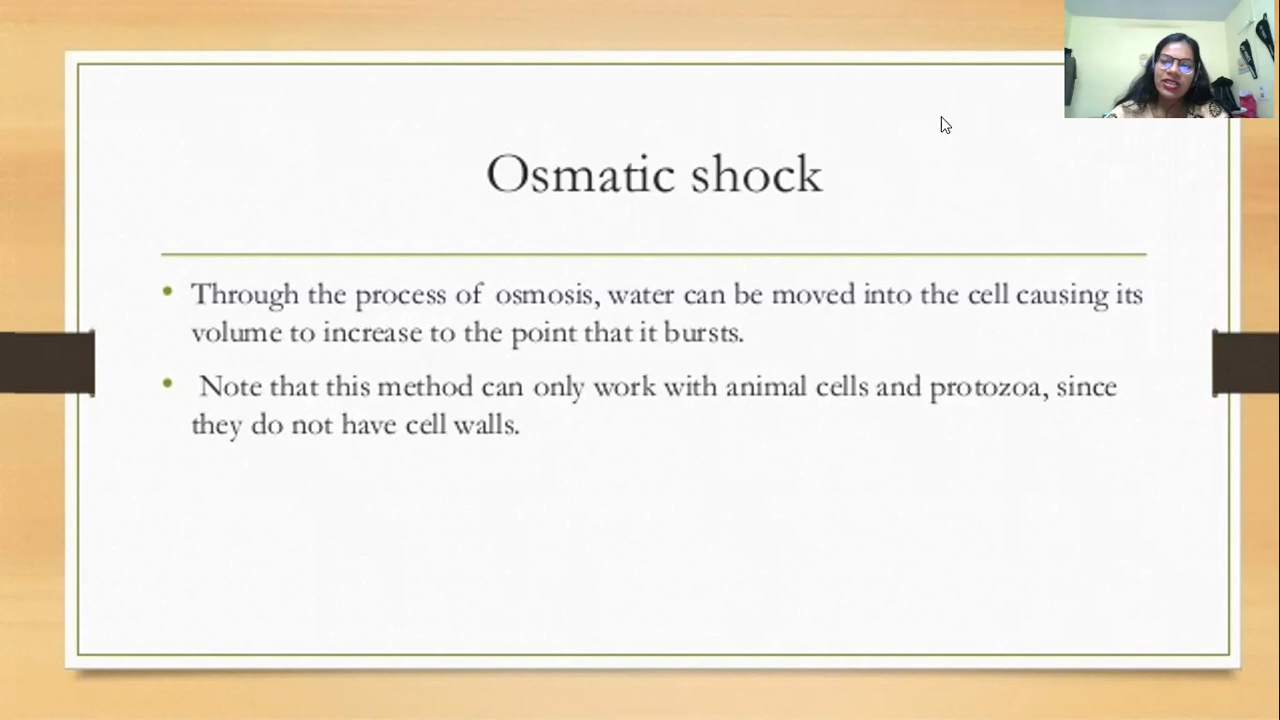 Osmatic shock
• Through the process of osmosis, water can be moved into the cell causing its
volume to increase to the point that it bursts.
• Note that this method can only work with animal cells and protozoa, since
they do not have cell walls.